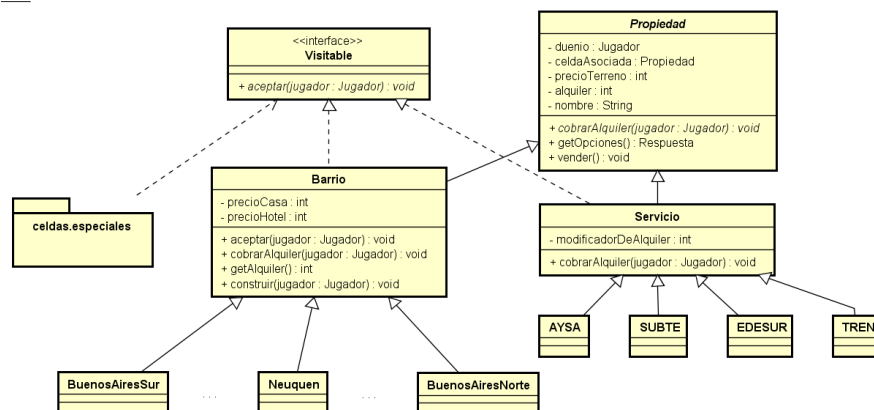 <<interface>>
Visitable
+ aceptar(jugador : Jugador) : void
Propiedad
- duenio : Jugador
- celdaAsociada : Propiedad
- precioTerreno : int
- alquiler : int
- nombre : String
+ cobrarAlquiler(jugador : Jugador) : void
+ getOpciones() : Respuesta
+ vender() : void
celdas.especiales
Barrio
- precioCasa : int
- precioHotel : int
+ aceptar(jugador : Jugador) : void
+ cobrarAlquiler(jugador : Jugador) : void
+ getAlquiler() : int
+ construir(jugador : Jugador) : void
Servicio
- modificadorDeAlquiler : int
+ cobrarAlquiler(jugador : Jugador) : void
AYSA
SUBTE
EDESUR
TREN
BuenosAiresSur
. . .
Neuquen
. . .
BuenosAiresNorte